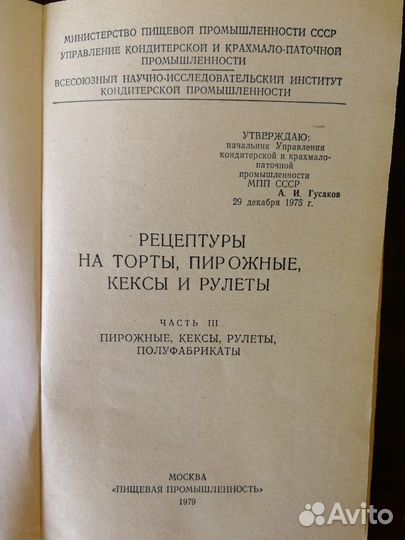 МИНИСТЕРСТВО ПИЩЕВОЙ ПРОМЫШЛЕННОСТИ СССР
УПРАВЛЕНИЕ КОНДИТЕРСКОЙ И КРАХМАЛО-ПАТОЧНОЙ
ПРОМЫШЛЕННОСТИ
ВСЕСОЮЗНЫЙ НАУЧНО-ИССЛЕДОВАТЕЛЬСКИЙ ИНСТИТУТ
КОНДИТЕРСКОЙ ПРОМЫШЛЕННОСТИ
УТВЕРЖДАЮ:
начальник Управления
кондитерской и крахмало-
паточной
промышленности
МПП СССР
А. И. Гусаков
29 декабря 1975 г.
РЕЦЕПТУРЫ
НА ТОРТЫ, ПИРОЖНЫЕ,
КЕКСЫ И РУЛЕТЫ
ЧАСТЬ III
ПИРОЖНЫЕ, КЕКСЫ, РУЛЕТЫ,
ПОЛУФАБРИКАТЫ
МОСКВА
«ПИЩЕВАЯ ПРОМЫШЛЕННОСТЬ»
1979
Avito